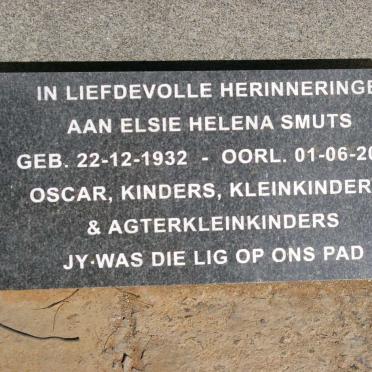 IN LIEFDEVOLLE HERINNERINGE
AAN ELSIE HELENA SMUTS
GEB. 22-12-1932 - OORL. 01-06-20
OSCAR, KINDERS, KLEINKINDER
& AGTERKLEINKINDERS
JY WAS DIE LIG OP ONS PAD